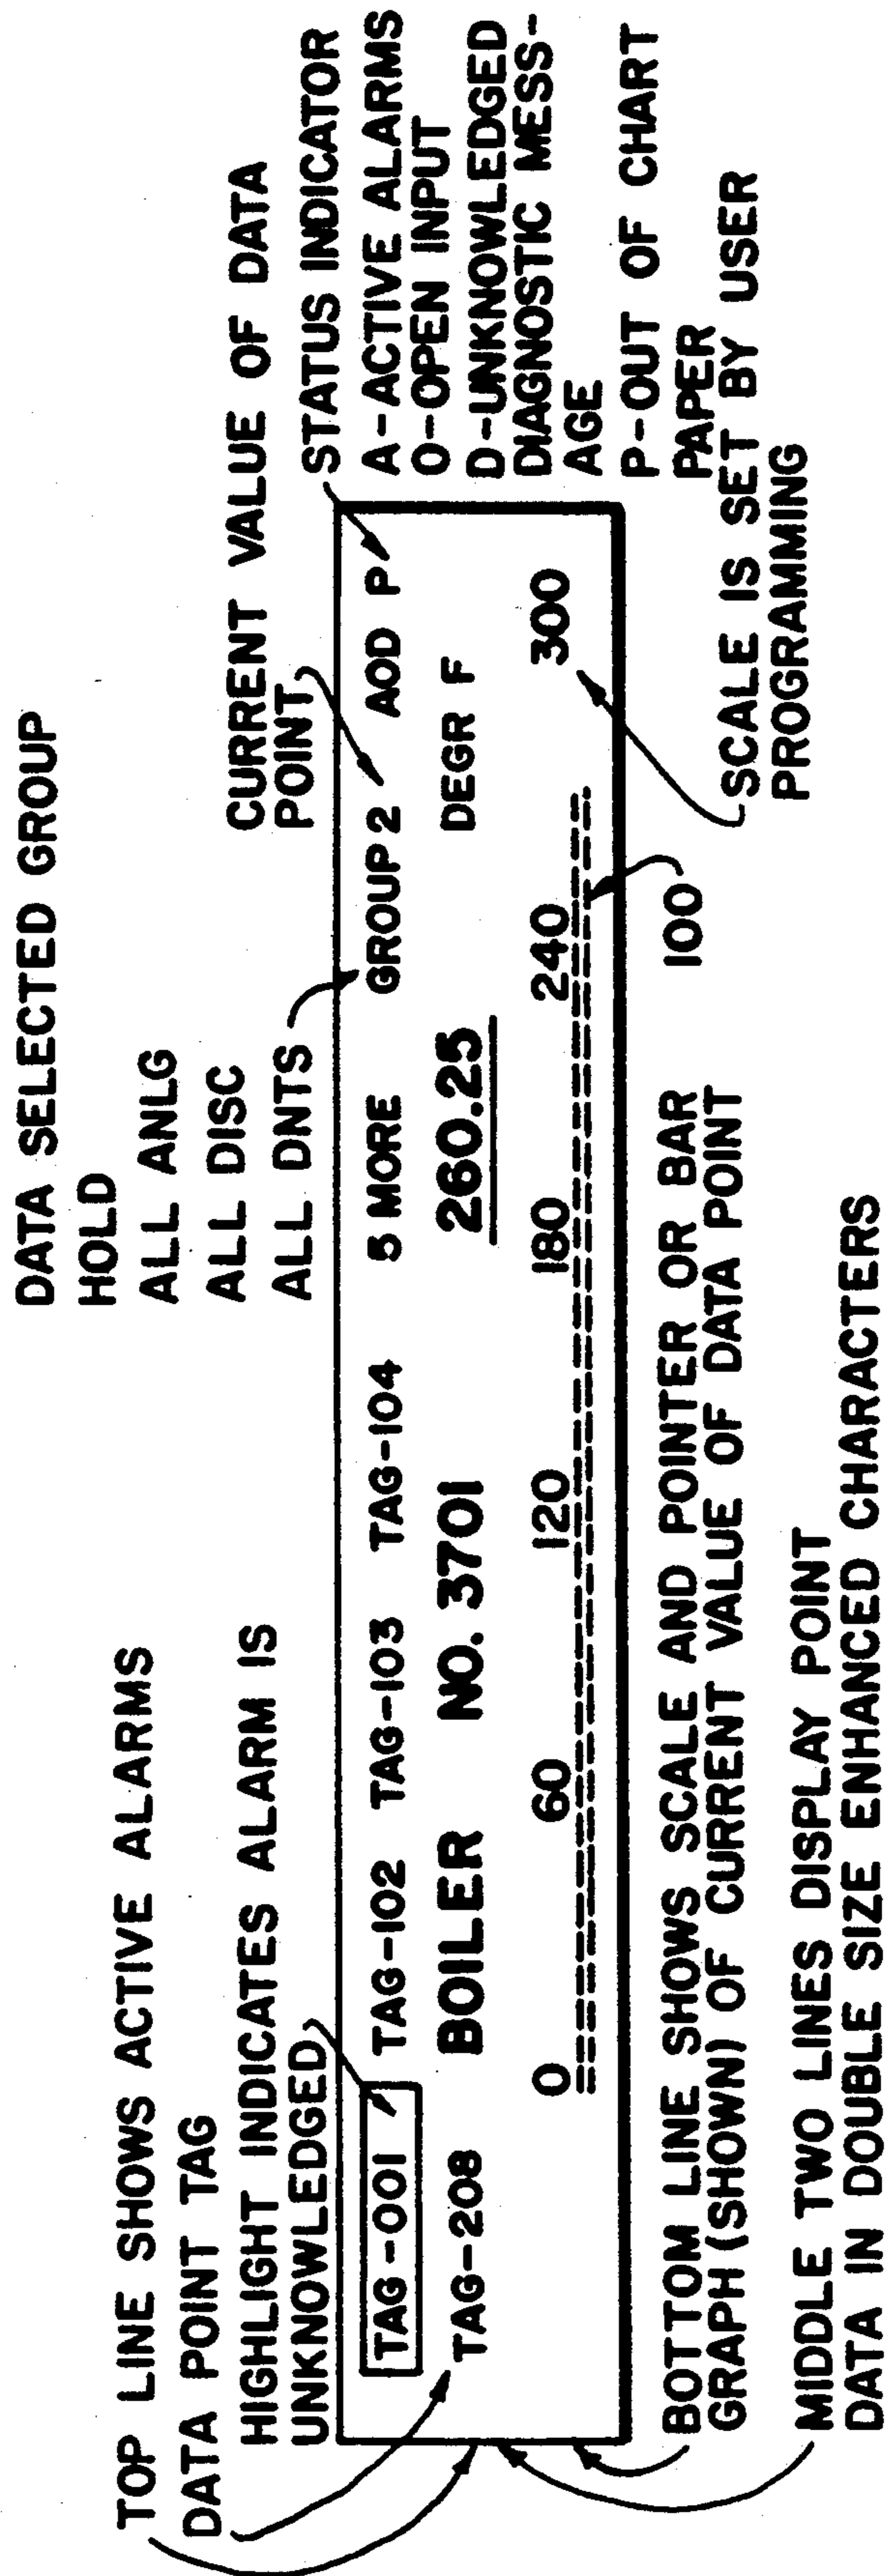 DATA SELECTED GROUP
HOLD
ALL ANLG
ALL DISC
ALL DNTS
CURRENT VALUE OF DATA
POINT
STATUS INDICATOR
A-ACTIVE ALARMS
O-OPEN INPUT
D-UNKNOWLEDGED
DIAGNOSTIC MESS-
AGE
P-OUT OF CHART
PAPER
SCALE IS SET BY USER
PROGRAMMING
TOP LINE SHOWS ACTIVE ALARMS
DATA POINT TAG
HIGHLIGHT INDICATES ALARM IS
UNKNOWLEDGED
TAG-001 TAG-102 TAG-103 TAG-104 5 MORE GROUP 2 AOD P
TAG-208 BOILER NO. 3701 260.25 DEGR F
0 60 120 180 240 300
100
BOTTOM LINE SHOWS SCALE AND POINTER OR BAR
GRAPH (SHOWN) OF CURRENT VALUE OF DATA POINT
MIDDLE TWO LINES DISPLAY POINT
DATA IN DOUBLE SIZE ENHANCED CHARACTERS